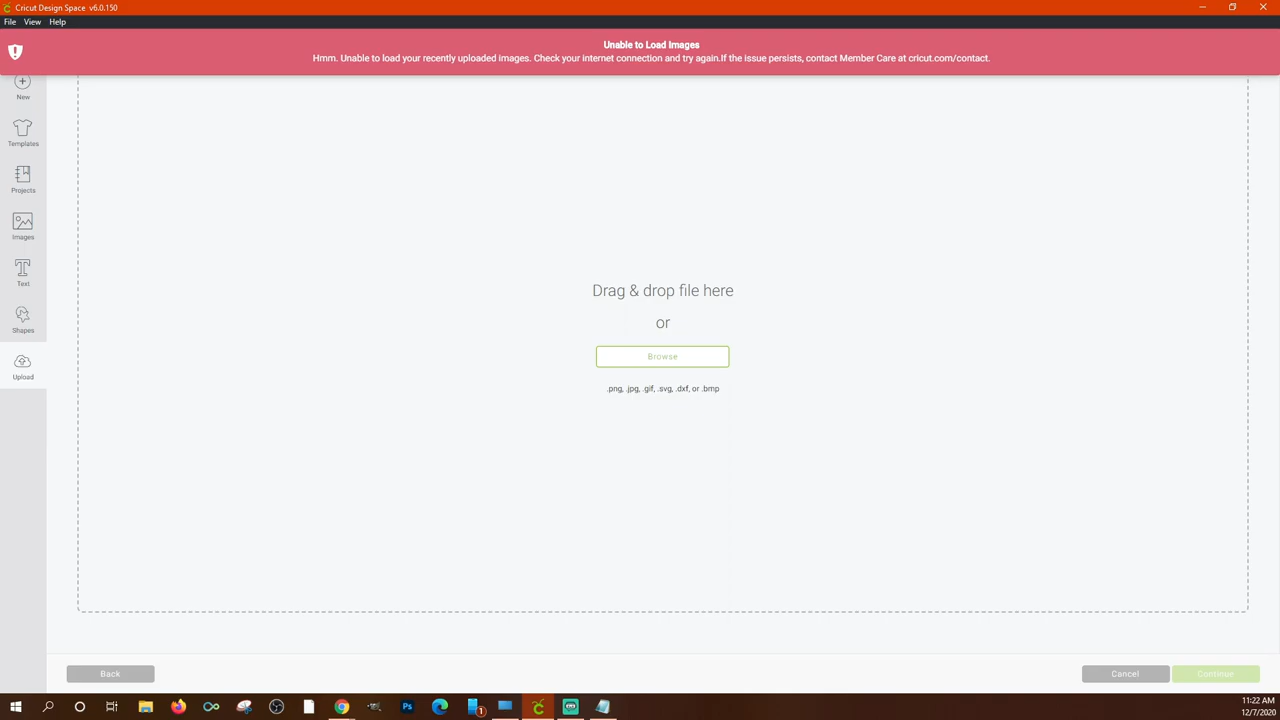 Cricut Design Space v6.0.150
File View Help
Unable to Load Images
Hmm. Unable to load your recently uploaded images. Check your internet connection and try again.If the issue persists, contact Member Care at cricut.com/contact.
New
Templates
Projects
Images
Text
Shapes
Upload
Drag & drop file here
or
Browse
.png, .jpg, .gif, .svg, .dxf, or .bmp
Back
Cancel
Continue
Ps
1
11:22 AM
12/7/2020